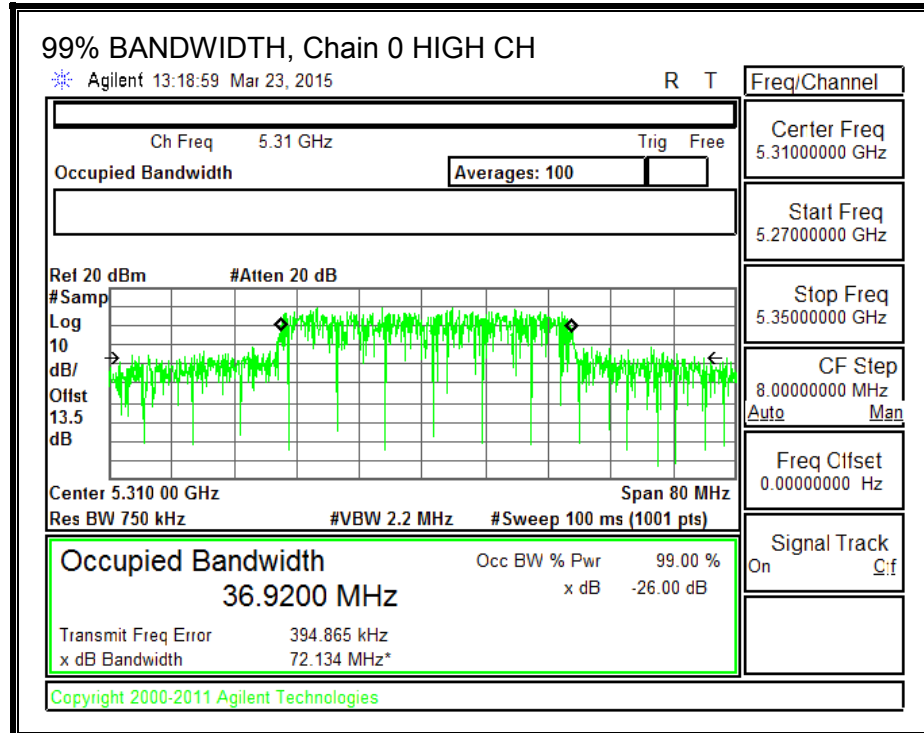 99% BANDWIDTH, Chain 0 HIGH CH
Agilent 13:18:59 Mar 23, 2015 R T
Ch Freq 5.31 GHz Trig Free
Occupied Bandwidth Averages: 100
Ref 20 dBm #Atten 20 dB
#Samp
Log
10
dB/
Offst
13.5
dB
Center 5.310 00 GHz Span 80 MHz
Res BW 750 kHz #VBW 2.2 MHz #Sweep 100 ms (1001 pts)
Occupied Bandwidth Occ BW % Pwr 99.00 %
36.9200 MHz x dB -26.00 dB
Transmit Freq Error 394.865 kHz
x dB Bandwidth 72.134 MHz*
Copyright 2000-2011 Agilent Technologies
Freq/Channel
Center Freq
5.31000000 GHz
Start Freq
5.27000000 GHz
Stop Freq
5.35000000 GHz
CF Step
8.00000000 MHz
Auto Man
Freq Offset
0.00000000 Hz
Signal Track
On Off